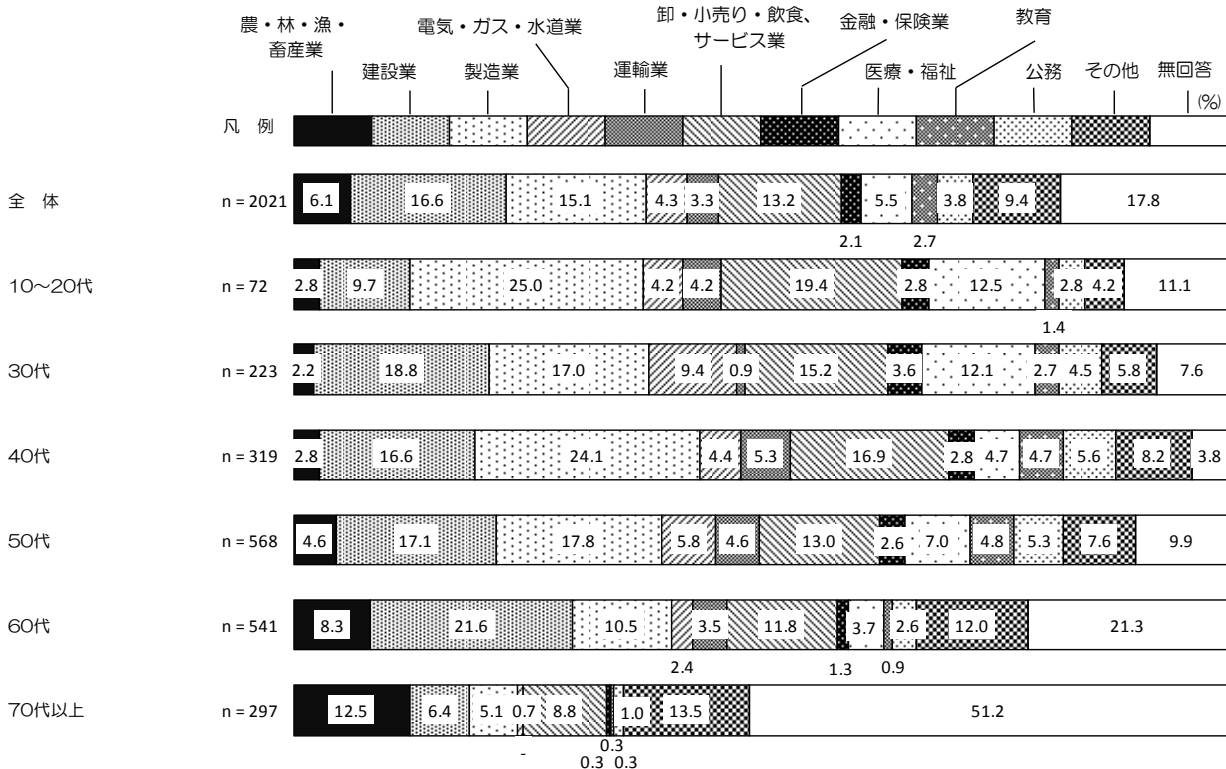 農・林・漁・
畜産業
建設業
製造業
電気・ガス・水道業
運輸業
卸・小売り・飲食、
サービス業
金融・保険業
医療・福祉
教育
公務
その他
無回答
(%)
凡 例
全 体 n = 2021 6.1 16.6 15.1 4.3 3.3 13.2 5.5 3.8 9.4 17.8
2.1 2.7
10～20代 n = 72 2.8 9.7 25.0 4.2 4.2 19.4 2.8 12.5 2.8 4.2 11.1
1.4
30代 n = 223 2.2 18.8 17.0 9.4 0.9 15.2 3.6 12.1 2.7 4.5 5.8 7.6
40代 n = 319 2.8 16.6 24.1 4.4 5.3 16.9 2.8 4.7 4.7 5.6 8.2 3.8
50代 n = 568 4.6 17.1 17.8 5.8 4.6 13.0 2.6 7.0 4.8 5.3 7.6 9.9
60代 n = 541 8.3 21.6 10.5 3.5 11.8 3.7 2.6 12.0 21.3
2.4 1.3 0.9
70代以上 n = 297 12.5 6.4 5.1 0.7 8.8 1.0 13.5 51.2
- 0.3
0.3 0.3